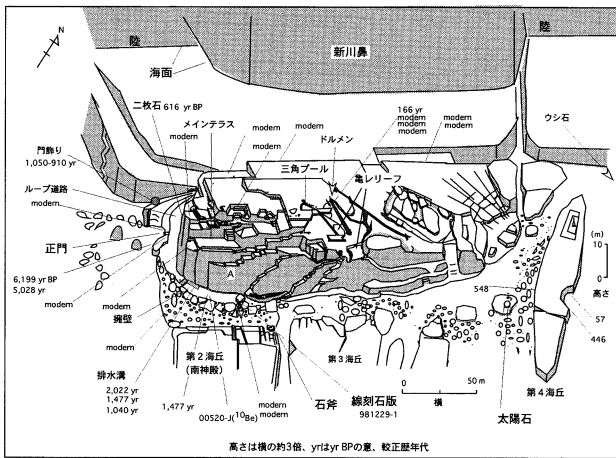 陸
新川鼻
陸
N
海面
二枚石 616 yr BP
modern
メインテラス
modern
modern
modern
ドルメン
166 yr
modern
modern
modern
modern
modern
ウシ石
門飾り
1,050-910 yr
三角プール
亀レリーフ
ループ道路
modern
正門
6,199 yr BP
5,028 yr
modern
A
(m)
10
0
高さ
548
57
446
modern
擁壁
modern
排水溝
2,022 yr
1,477 yr
1,040 yr
第2海丘
(南神殿)
1,477 yr
00520-J(¹⁰Be)
modern
modern
石斧
線刻石版
981229-1
第3海丘
0
50 m
横
太陽石
第4海丘
高さは横の約3倍、yrはyr BPの意、較正歴年代